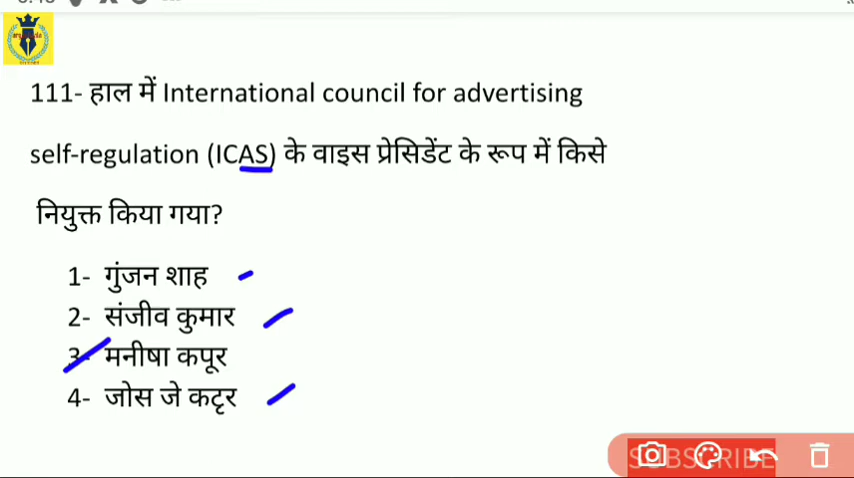 111- हाल में International council for advertising
self-regulation (ICAS) के वाइस प्रेसिडेंट के रूप में किसे
नियुक्त किया गया?
1- गुंजन शाह
2- संजीव कुमार
3- मनीषा कपूर
4- जोस जे कटृर
SUBSCRIBE